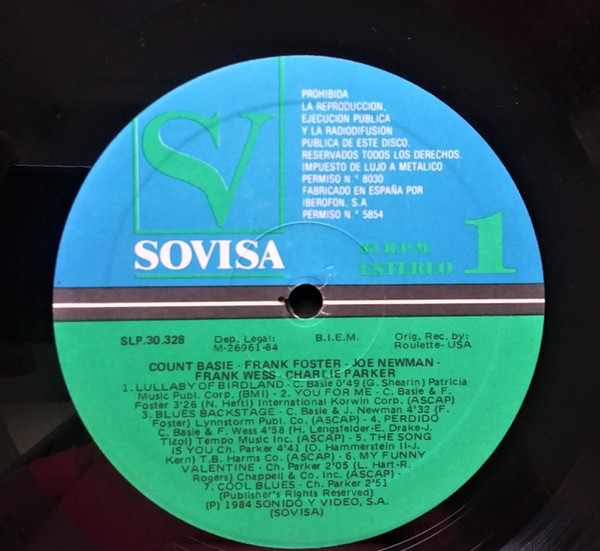 PROHIBIDA
LA REPRODUCCION,
EJECUCION PUBLICA
Y LA RADIODIFUSION
PUBLICA DE ESTE DISCO.
RESERVADOS TODOS LOS DERECHOS.
IMPUESTO DE LUJO A METALICO
PERMISO N.° 8030
FABRICADO EN ESPAÑA POR
IBEROFON, S.A
PERMISO N.° 5854
SV
SOVISA
33 R.P.M.
ESTEREO
1
SLP.30.328 Dep. Legal: M-26961-84 B.I.E.M. Orig. Rec. by: Roulette-USA
COUNT BASIE - FRANK FOSTER - JOE NEWMAN -
FRANK WESS - CHARLIE PARKER
1. LULLABY OF BIRDLAND - C. Basie 0'49 (G. Shearin) Patricia
Music Publ. Corp. (BMI) - 2. YOU FOR ME - C. Basie & F.
Foster 3'26 (N. Hefti) International Korwin Corp. (ASCAP)
3. BLUES BACKSTAGE - C. Basie & J. Newman 4'32 (F.
Foster) Lynnstorm Publ. Co. (ASCAP) - 4. PERDIDO
C. Basie & F. Wess 4'58 (H. Lengsfelder-E. Drake-J.
Tizol) Tempo Music Inc. (ASCAP) - 5. THE SONG
IS YOU Ch. Parker 4'41 (O. Hammerstein II-J.
Kern) T.B. Harms Co. (ASCAP) - 6. MY FUNNY
VALENTINE - Ch. Parker 2'05 (L. Hart-R.
Rogers) Chappell & Co. Inc. (ASCAP) -
7. COOL BLUES - Ch. Parker 2'51
(Publisher's Rights Reserved)
(P) 1984 SONIDO Y VIDEO, S.A.
(SOVISA)